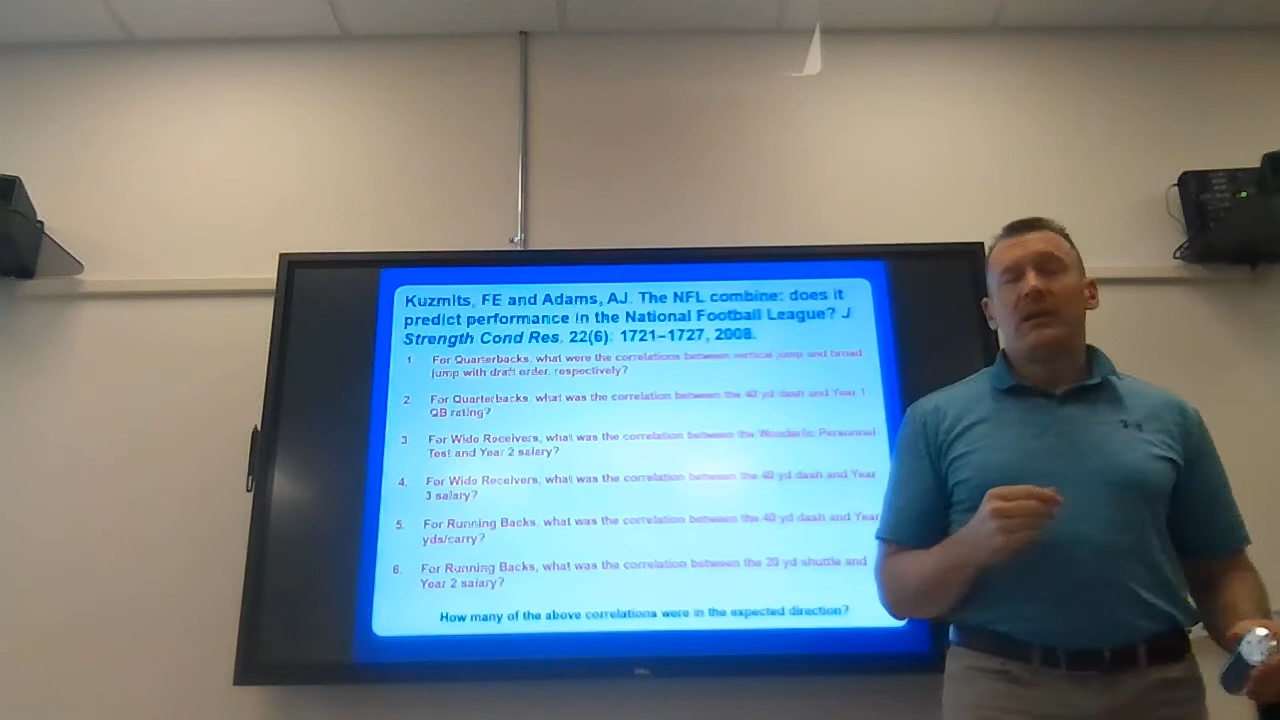 Kuzmits, FE and Adams, AJ. The NFL combine: does it
predict performance in the National Football League? J
Strength Cond Res. 22(6): 1721–1727, 2008.
1. For Quarterbacks, what were the correlations between vertical jump and broad
jump with draft order, respectively?
2. For Quarterbacks, what was the correlation between the 40 yd dash and Year 1
QB rating?
3. For Wide Receivers, what was the correlation between the Wonderlic Personnel
Test and Year 2 salary?
4. For Wide Receivers, what was the correlation between the 40 yd dash and Year
3 salary?
5. For Running Backs, what was the correlation between the 40 yd dash and Year
yds/carry?
6. For Running Backs, what was the correlation between the 20 yd shuttle and
Year 2 salary?
How many of the above correlations were in the expected direction?
DELL